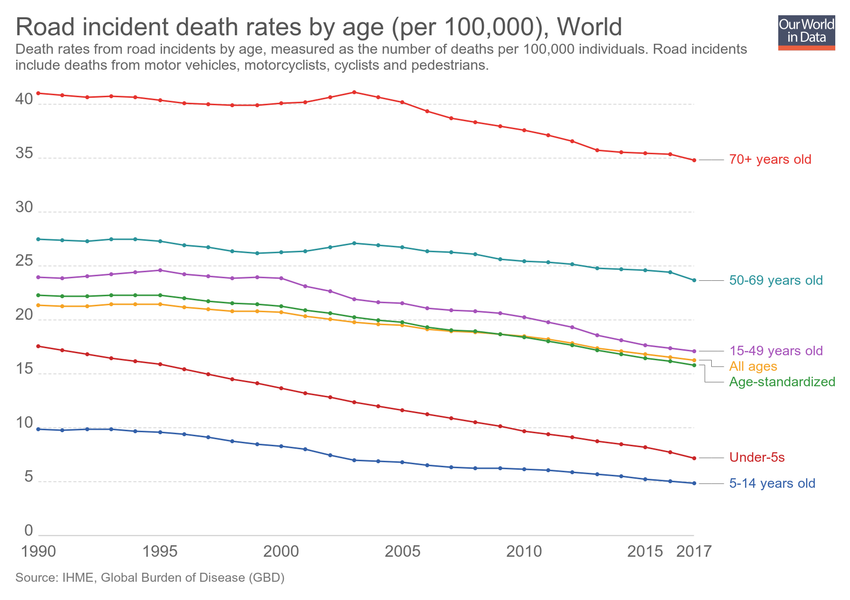 Road incident death rates by age (per 100,000), World
Our World
in Data
Death rates from road incidents by age, measured as the number of deaths per 100,000 individuals. Road incidents
include deaths from motor vehicles, motorcyclists, cyclists and pedestrians.
40
70+ years old
35
30
25
50-69 years old
20
15-49 years old
All ages
15
Age-standardized
10
Under-5s
5
5-14 years old
0
1990 1995 2000 2005 2010 2015 2017
Source: IHME, Global Burden of Disease (GBD)